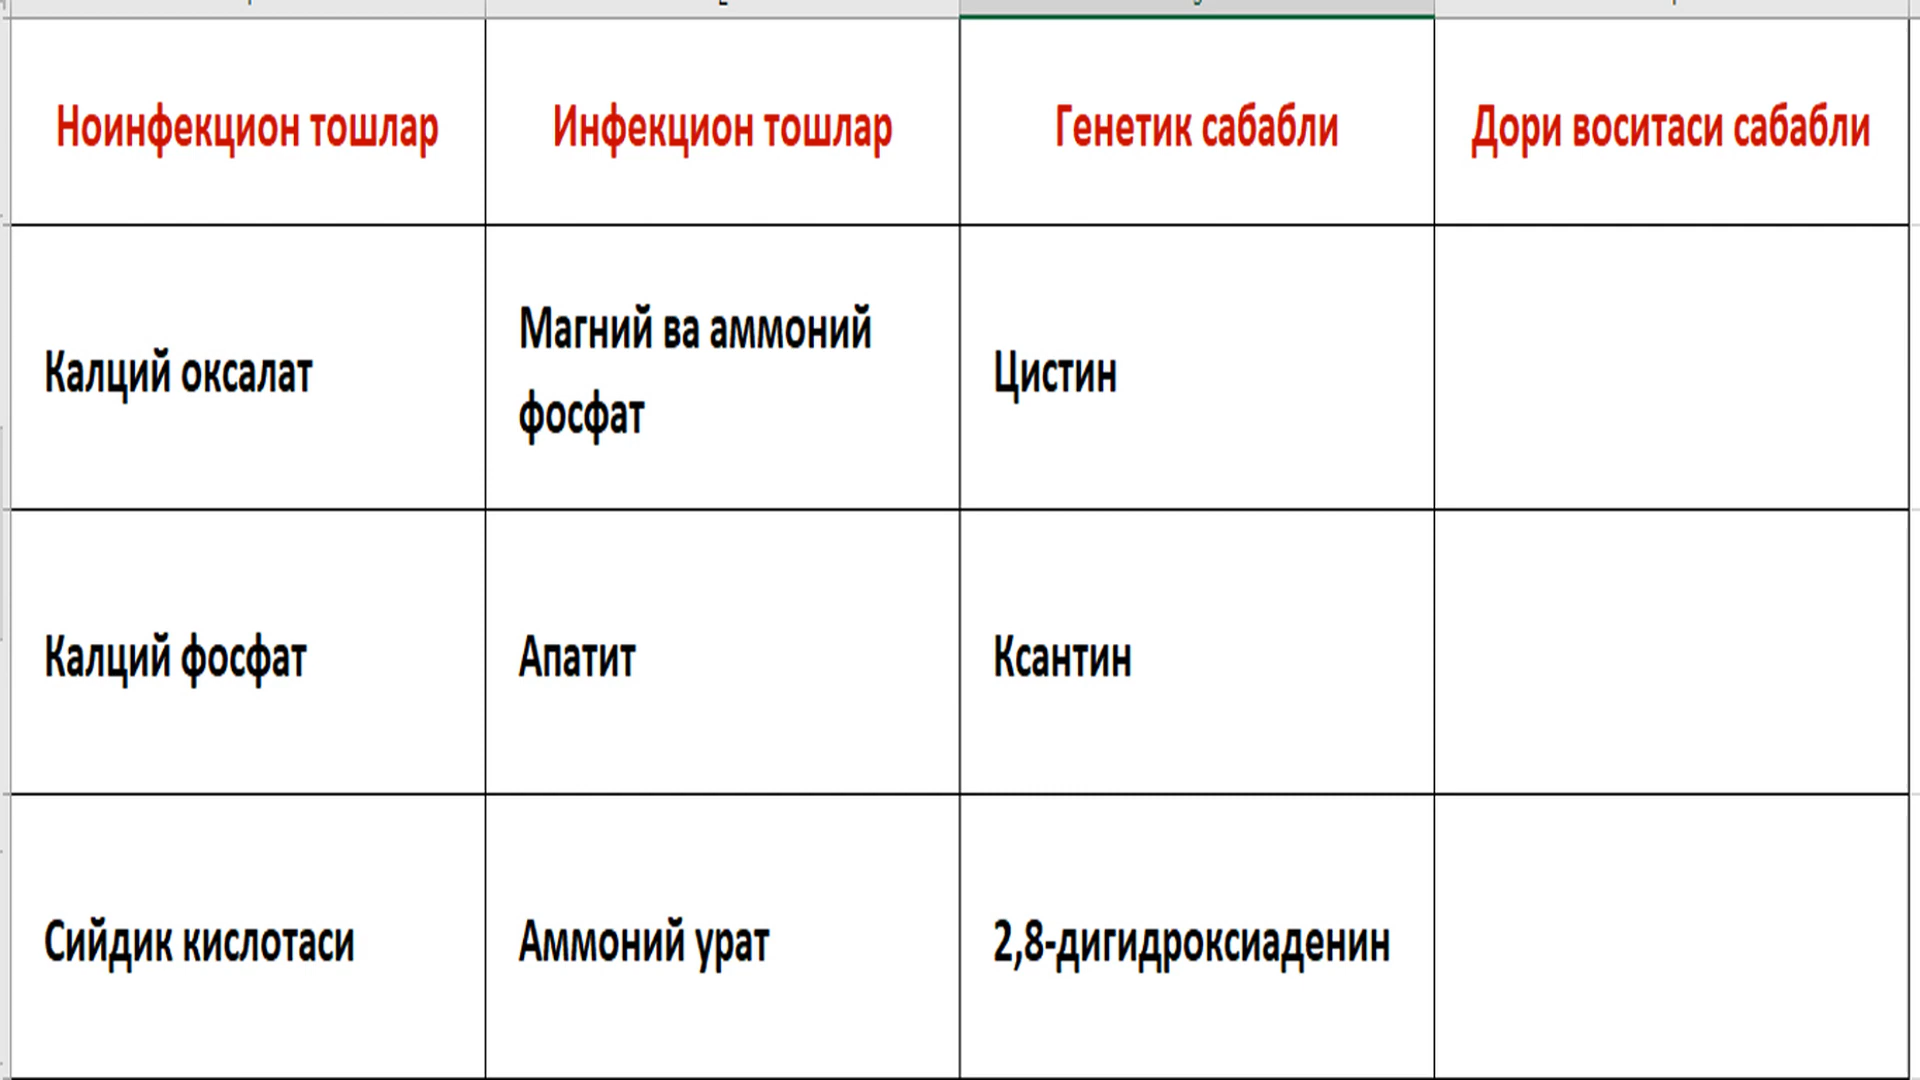 Ноинфекцион тошлар
Инфекцион тошлар
Генетик сабабли
Дори воситаси сабабли
Калций оксалат
Магний ва аммоний
фосфат
Цистин
Калций фосфат
Апатит
Ксантин
Сийдик кислотаси
Аммоний урат
2,8-дигидроксиаденин